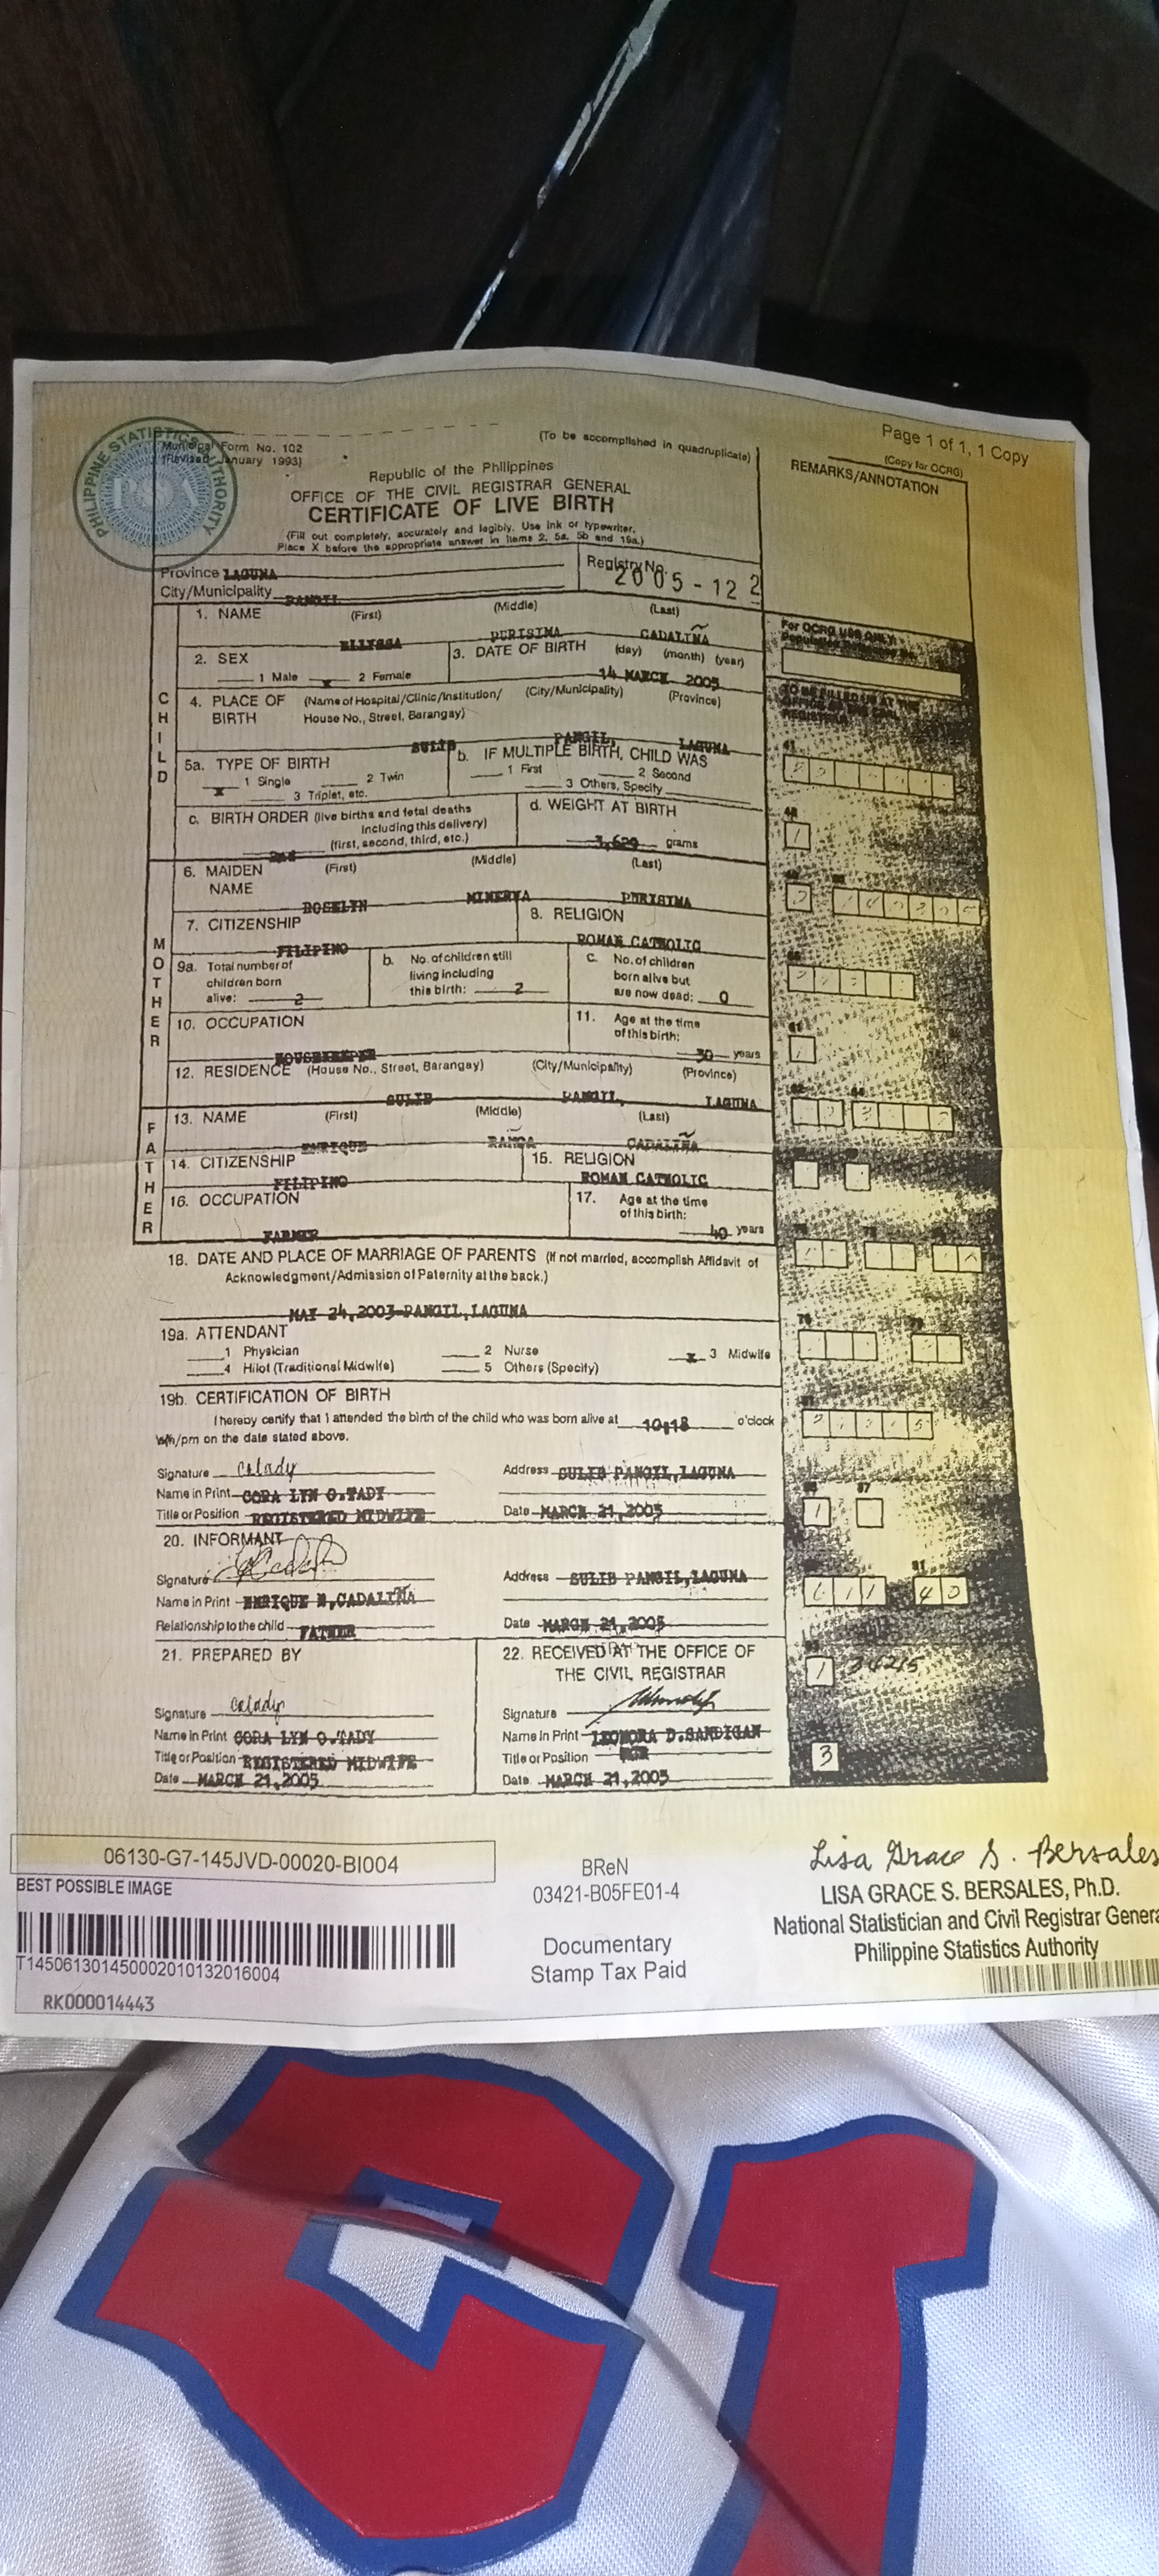 Page 1 of 1, 1 Copy
Municipal Form No. 102
(Revised January 1993)
(To be accomplished in quadruplicate)
(Copy for OCRG)
REMARKS/ANNOTATION
PHILIPPINE STATISTICS AUTHORITY
PSA
Republic of the Philippines
OFFICE OF THE CIVIL REGISTRAR GENERAL
CERTIFICATE OF LIVE BIRTH
(Fill out completely, accurately and legibly. Use ink or typewriter.
Place X before the appropriate answer in Items 2, 5a, 5b and 19a.)
Province LAGUNA
City/Municipality PANGIL
Registry No. 2005-122
CHILD
1. NAME (First) (Middle) (Last)
ELLYSSA PURISIMA CADALIÑA
For OCRG USE ONLY:
2. SEX
1 Male x 2 Female
3. DATE OF BIRTH (day) (month) (year)
14 MARCH 2005
TO BE FILLED UP AT THE
OFFICE OF THE CIVIL
REGISTRAR
4. PLACE OF BIRTH (Name of Hospital/Clinic/Institution/ House No., Street, Barangay) (City/Municipality) (Province)
SULIB PANGIL, LAGUNA
5a. TYPE OF BIRTH
x 1 Single 2 Twin
3 Triplet, etc.
b. IF MULTIPLE BIRTH, CHILD WAS
1 First 2 Second
3 Others, Specify
c. BIRTH ORDER (live births and fetal deaths
including this delivery)
2nd (first, second, third, etc.)
d. WEIGHT AT BIRTH
3,629 grams
MOTHER
6. MAIDEN NAME (First) (Middle) (Last)
ROSELYN MINERVA PURISIMA
7. CITIZENSHIP
FILIPINO
8. RELIGION
ROMAN CATHOLIC
9a. Total number of
children born
alive: 2
b. No. of children still
living including
this birth: 2
c. No. of children
born alive but
are now dead: 0
10. OCCUPATION
HOUSEKEEPER
11. Age at the time
of this birth:
30 years
12. RESIDENCE (House No., Street, Barangay) (City/Municipality) (Province)
SULIB PANGIL, LAGUNA
FATHER
13. NAME (First) (Middle) (Last)
ENRIQUE CADALIÑA
14. CITIZENSHIP
FILIPINO
15. RELIGION
ROMAN CATHOLIC
16. OCCUPATION
FARMER
17. Age at the time
of this birth:
40 years
18. DATE AND PLACE OF MARRIAGE OF PARENTS (If not married, accomplish Affidavit of
Acknowledgment/Admission of Paternity at the back.)
MAY 24,2003-PANGIL,LAGUNA
19a. ATTENDANT
1 Physician 2 Nurse x 3 Midwife
4 Hilot (Traditional Midwife) 5 Others (Specify)
19b. CERTIFICATION OF BIRTH
I hereby certify that I attended the birth of the child who was born alive at 10:18 o'clock
am/pm on the date stated above.
Signature
Address SULIB PANGIL,LAGUNA
Name in Print CORA LYN O.TADY
Title or Position REGISTERED MIDWIFE
Date MARCH 21,2005
20. INFORMANT
Signature
Address SULIB PANGIL,LAGUNA
Name in Print ENRIQUE R,CADALIÑA
Relationship to the child FATHER
Date MARCH 21,2005
21. PREPARED BY
22. RECEIVED AT THE OFFICE OF
THE CIVIL REGISTRAR
Signature
Signature
Name in Print CORA LYN O.TADY
Name in Print LEONORA D.SANDIGAN
Title or Position REGISTERED MIDWIFE
Title or Position MCR
Date MARCH 21,2005
Date MARCH 21,2005
3
06130-G7-145JVD-00020-BI004
BEST POSSIBLE IMAGE
T145061301450002010132016004
RK000014443
BReN
03421-B05FE01-4
Documentary
Stamp Tax Paid
Lisa Grace S. Bersales
LISA GRACE S. BERSALES, Ph.D.
National Statistician and Civil Registrar Genera
Philippine Statistics Authority